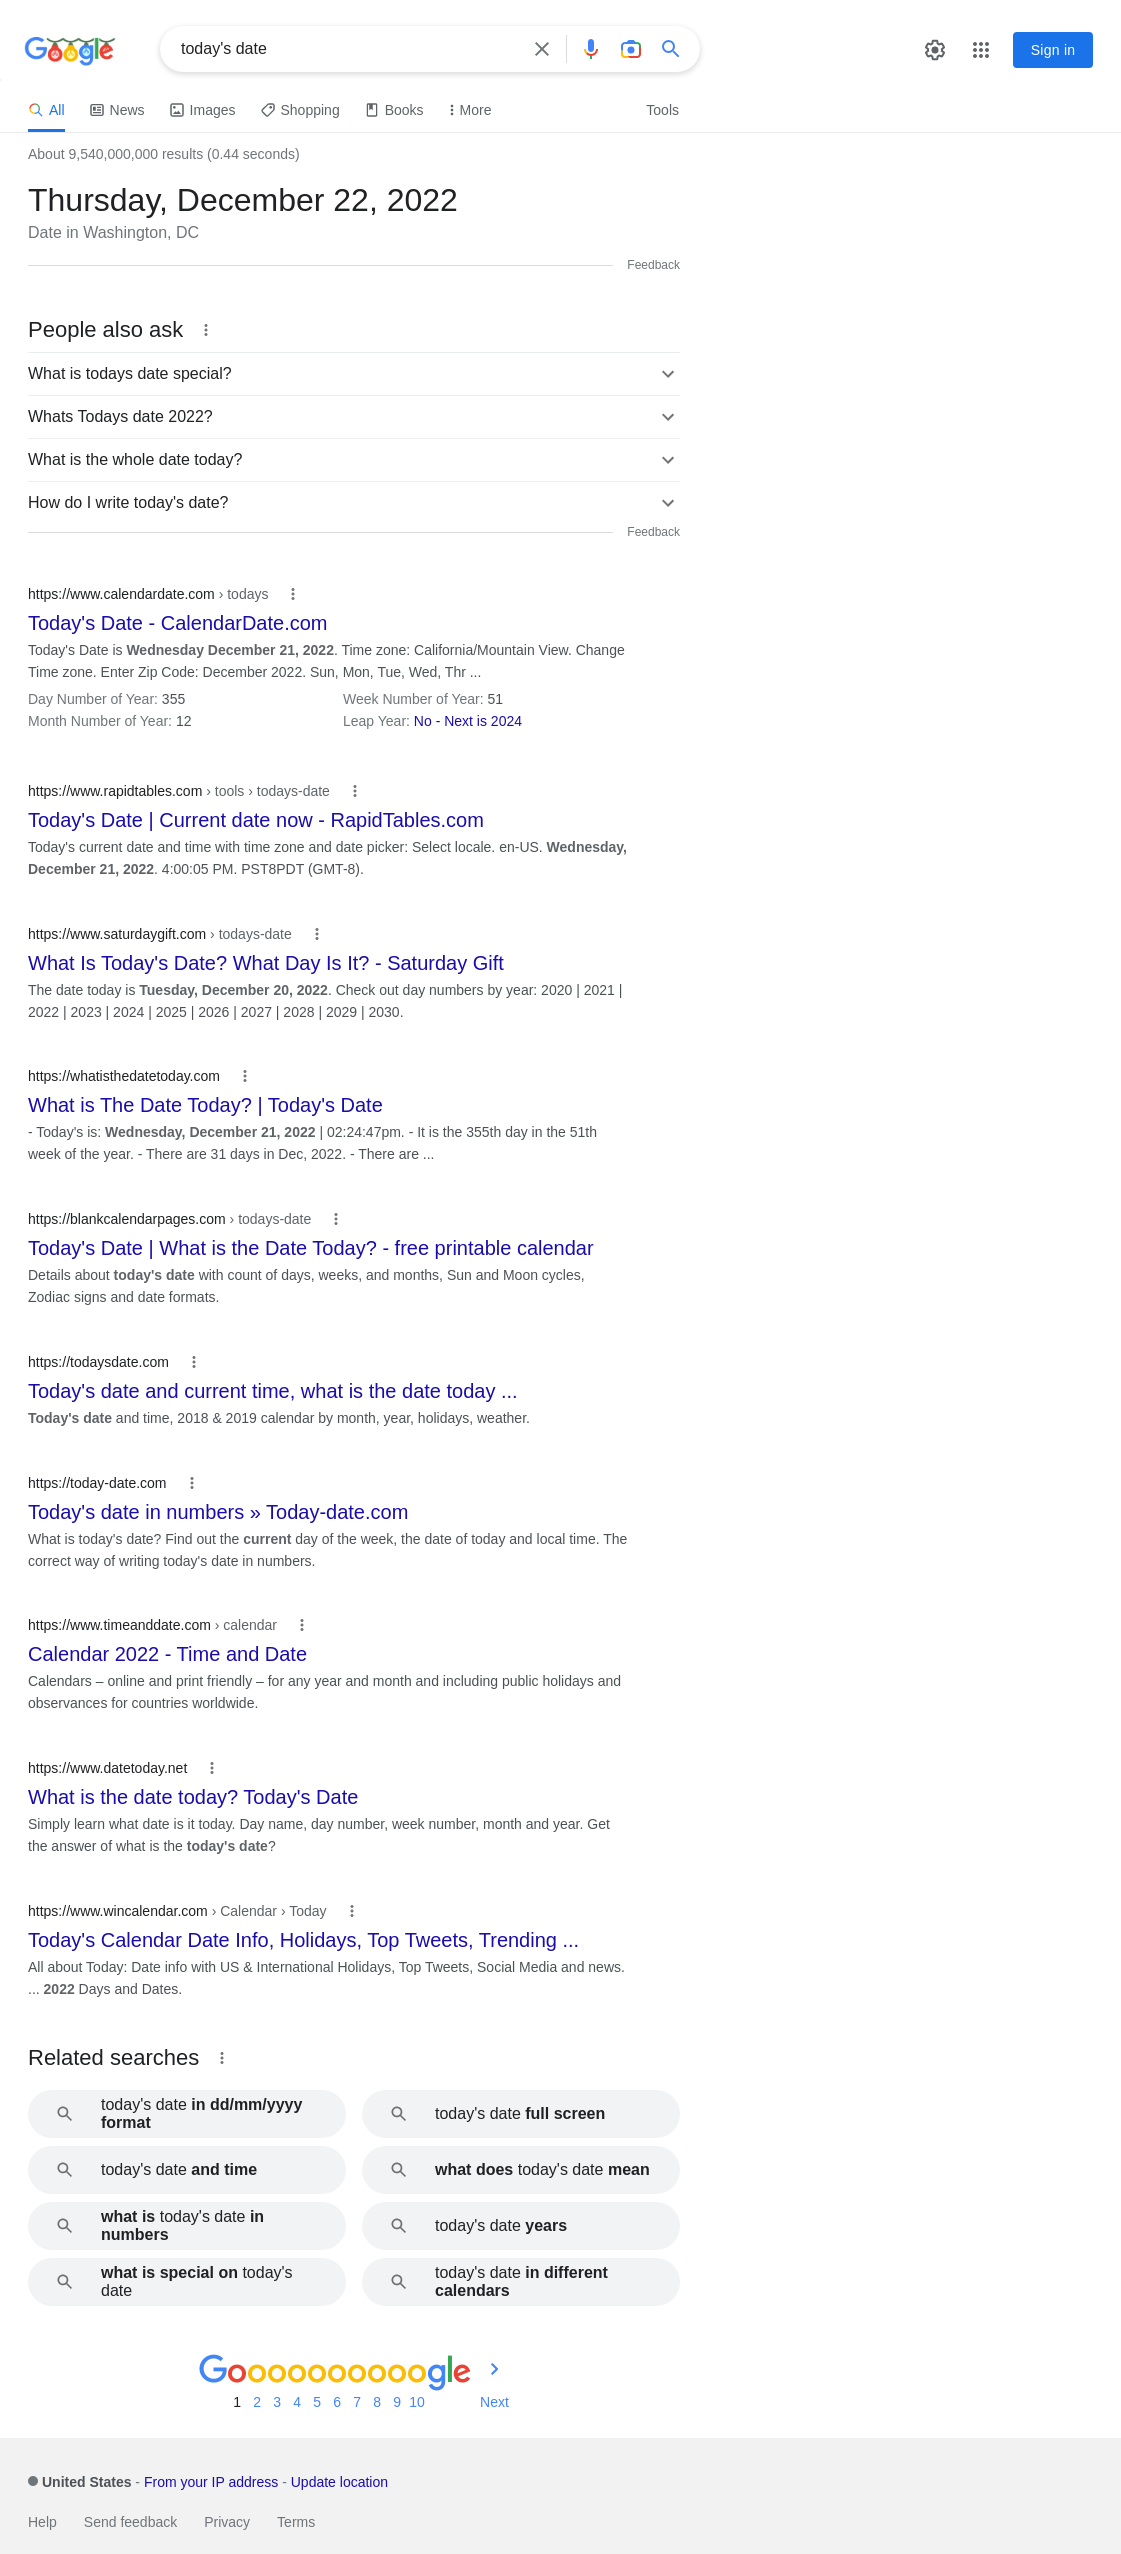 Google
today's date
Sign in
All News Images Shopping Books More Tools
About 9,540,000,000 results (0.44 seconds)
Thursday, December 22, 2022
Date in Washington, DC
Feedback
People also ask
What is todays date special?
Whats Todays date 2022?
What is the whole date today?
How do I write today's date?
Feedback
https://www.calendardate.com › todays
Today's Date - CalendarDate.com
Today's Date is Wednesday December 21, 2022. Time zone: California/Mountain View. Change
Time zone. Enter Zip Code: December 2022. Sun, Mon, Tue, Wed, Thr ...
Day Number of Year: 355 Week Number of Year: 51
Month Number of Year: 12 Leap Year: No - Next is 2024
https://www.rapidtables.com › tools › todays-date
Today's Date | Current date now - RapidTables.com
Today's current date and time with time zone and date picker: Select locale. en-US. Wednesday,
December 21, 2022. 4:00:05 PM. PST8PDT (GMT-8).
https://www.saturdaygift.com › todays-date
What Is Today's Date? What Day Is It? - Saturday Gift
The date today is Tuesday, December 20, 2022. Check out day numbers by year: 2020 | 2021 |
2022 | 2023 | 2024 | 2025 | 2026 | 2027 | 2028 | 2029 | 2030.
https://whatisthedatetoday.com
What is The Date Today? | Today's Date
- Today's is: Wednesday, December 21, 2022 | 02:24:47pm. - It is the 355th day in the 51th
week of the year. - There are 31 days in Dec, 2022. - There are ...
https://blankcalendarpages.com › todays-date
Today's Date | What is the Date Today? - free printable calendar
Details about today's date with count of days, weeks, and months, Sun and Moon cycles,
Zodiac signs and date formats.
https://todaysdate.com
Today's date and current time, what is the date today ...
Today's date and time, 2018 & 2019 calendar by month, year, holidays, weather.
https://today-date.com
Today's date in numbers » Today-date.com
What is today's date? Find out the current day of the week, the date of today and local time. The
correct way of writing today's date in numbers.
https://www.timeanddate.com › calendar
Calendar 2022 - Time and Date
Calendars – online and print friendly – for any year and month and including public holidays and
observances for countries worldwide.
https://www.datetoday.net
What is the date today? Today's Date
Simply learn what date is it today. Day name, day number, week number, month and year. Get
the answer of what is the today's date?
https://www.wincalendar.com › Calendar › Today
Today's Calendar Date Info, Holidays, Top Tweets, Trending ...
All about Today: Date info with US & International Holidays, Top Tweets, Social Media and news.
... 2022 Days and Dates.
Related searches
today's date in dd/mm/yyyy
format
today's date full screen
today's date and time
what does today's date mean
what is today's date in
numbers
today's date years
what is special on today's
date
today's date in different
calendars
Goooooooooogle
1 2 3 4 5 6 7 8 9 10 Next
United States - From your IP address - Update location
Help Send feedback Privacy Terms